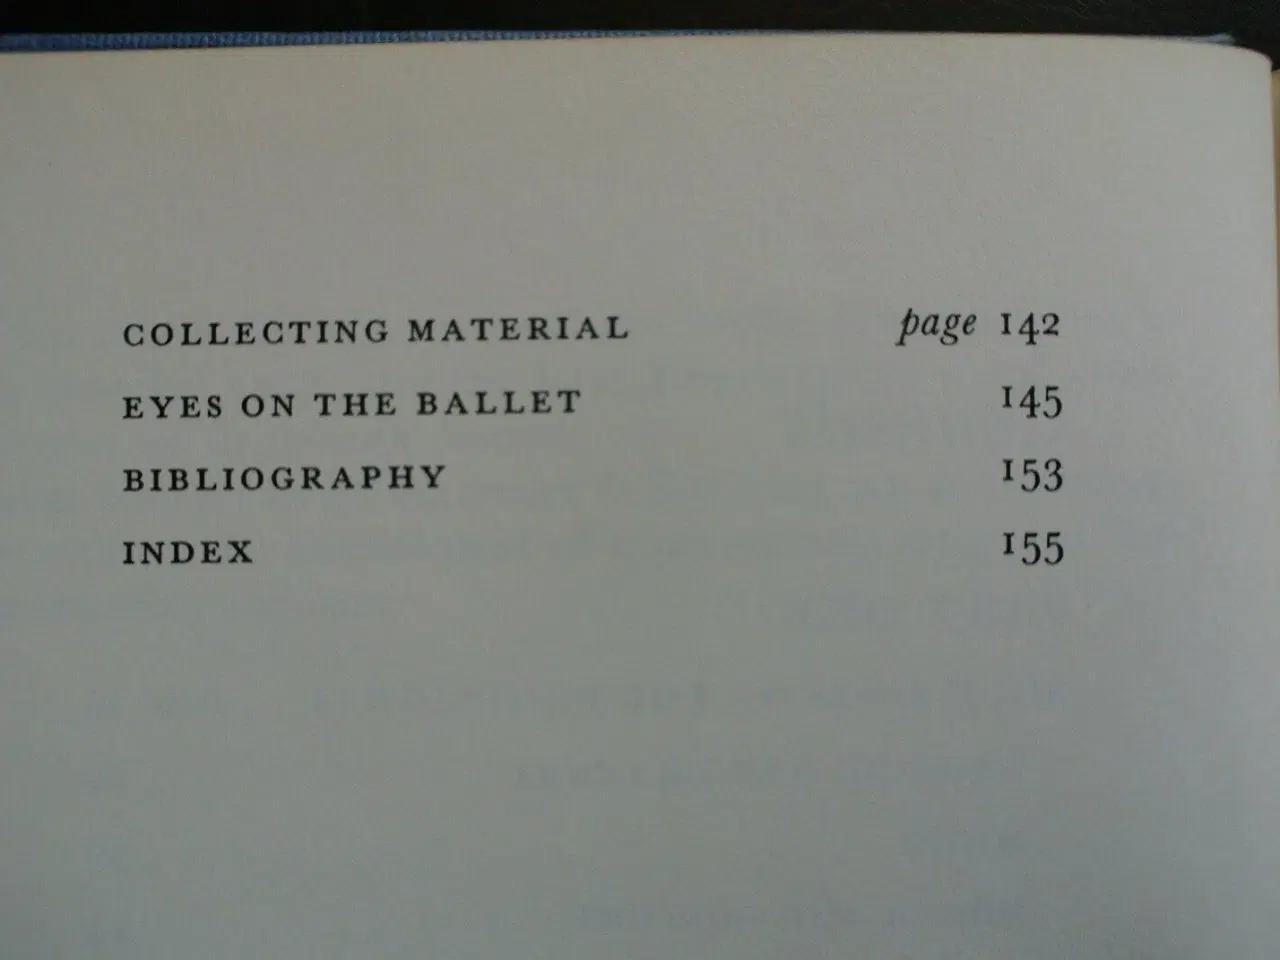 COLLECTING MATERIAL page 142
EYES ON THE BALLET 145
BIBLIOGRAPHY 153
INDEX 155